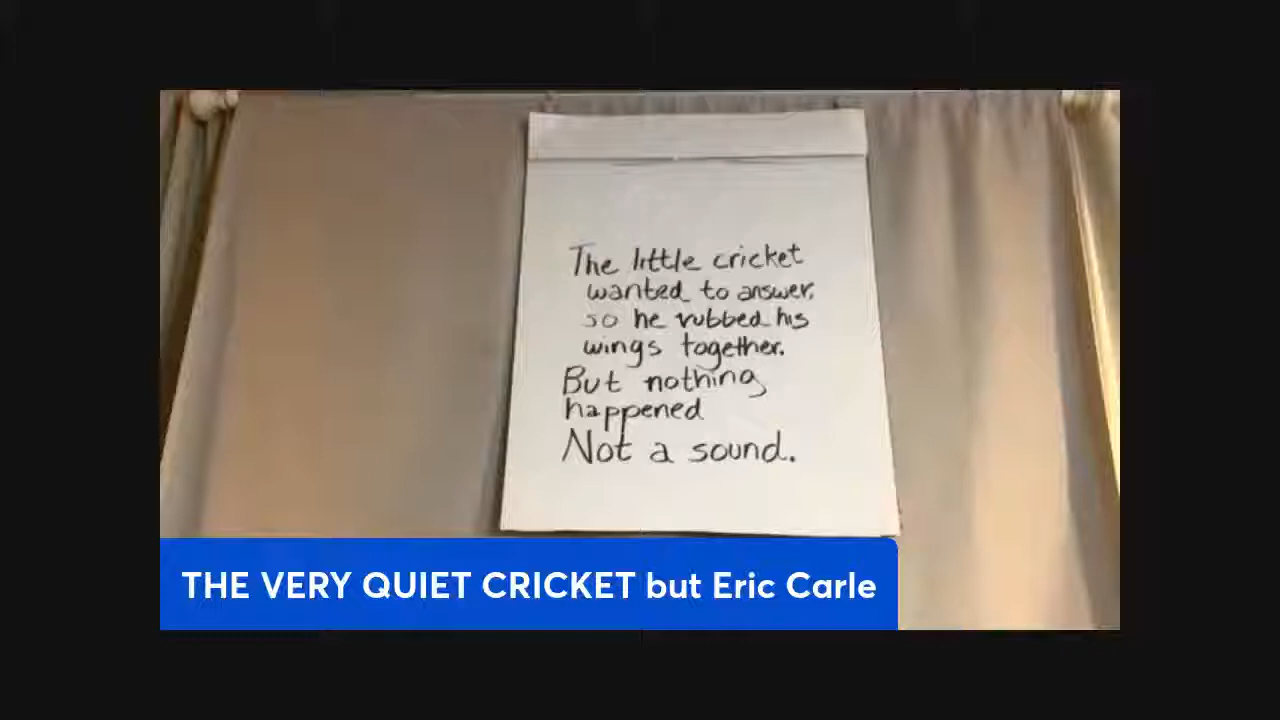 The little cricket
wanted to answer,
so he rubbed his
wings together.
But nothing
happened
Not a sound.
THE VERY QUIET CRICKET but Eric Carle